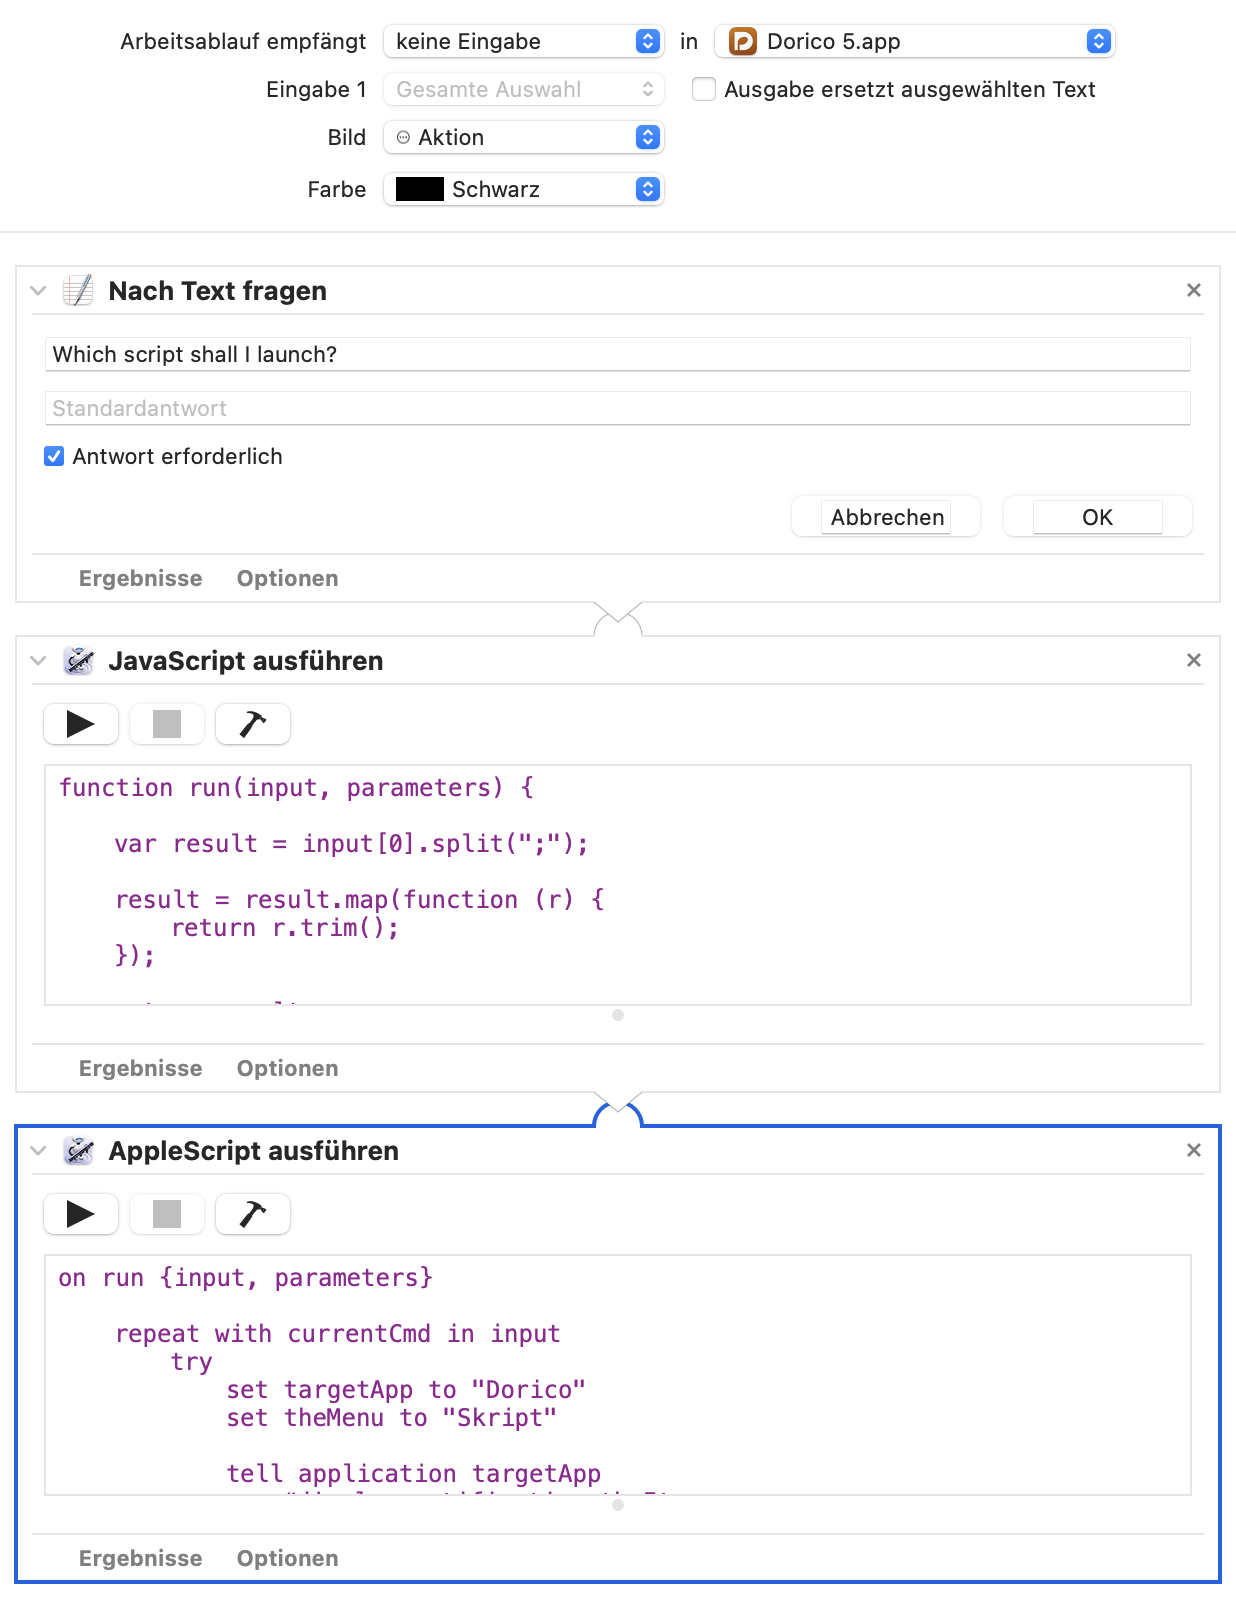 Arbeitsablauf empfängt keine Eingabe in Dorico 5.app
Eingabe 1 Gesamte Auswahl Ausgabe ersetzt ausgewählten Text
Bild Aktion
Farbe Schwarz
Nach Text fragen
Which script shall I launch?
Standardantwort
Antwort erforderlich
Abbrechen OK
Ergebnisse Optionen
JavaScript ausführen
function run(input, parameters) {
var result = input[0].split(";");
result = result.map(function (r) {
return r.trim();
});
Ergebnisse Optionen
AppleScript ausführen
on run {input, parameters}
repeat with currentCmd in input
try
set targetApp to "Dorico"
set theMenu to "Skript"
tell application targetApp
Ergebnisse Optionen